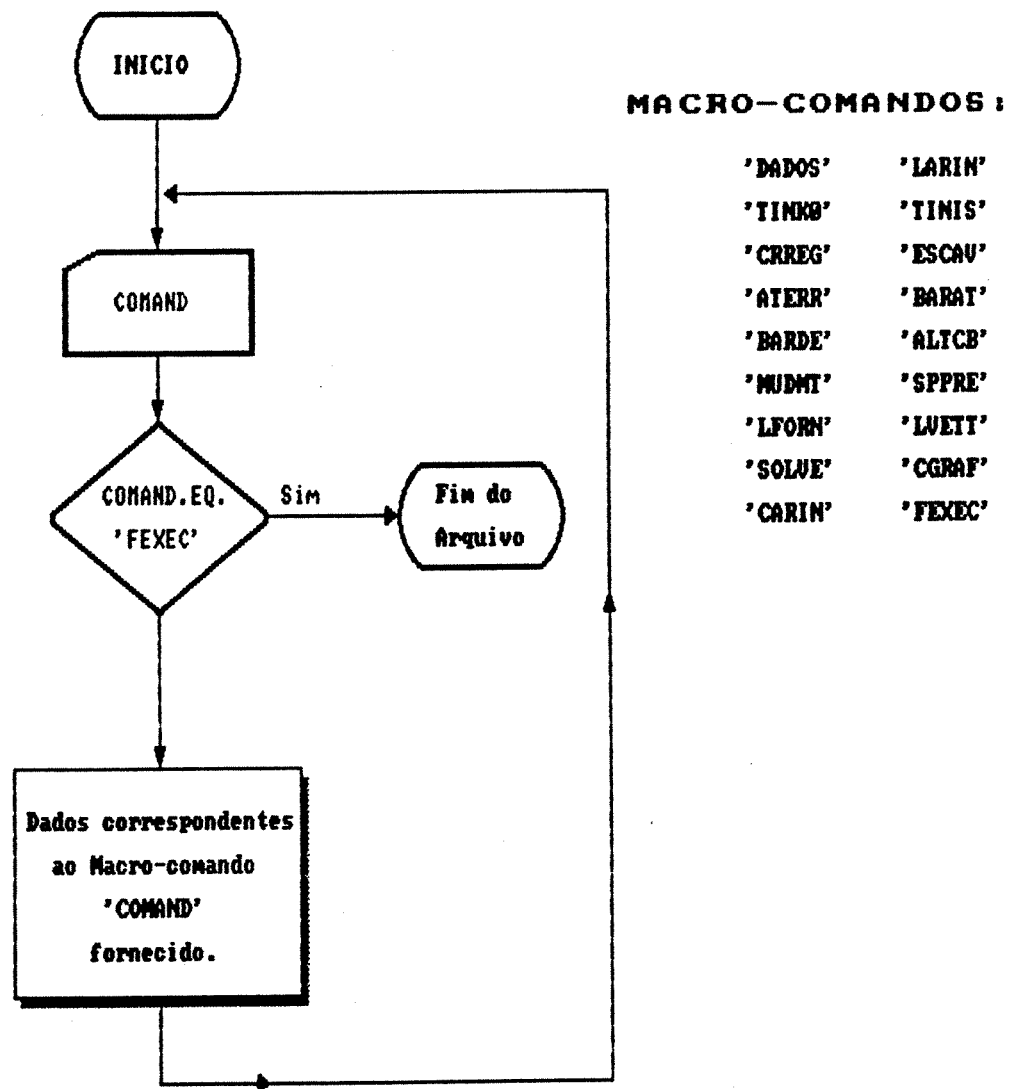 INICIO
MACRO-COMANDOS:
'DADOS' 'LARIN'
'TINK0' 'TINIS'
'CRREG' 'ESCAV'
'ATERR' 'BARAT'
'BARDE' 'ALTCB'
'MUDMT' 'SPPRE'
'LFORN' 'LVETT'
'SOLVE' 'CGRAF'
'CARIN' 'FEXEC'
COMAND
COMAND.EQ.
'FEXEC'
Sim
Fim do
Arquivo
Dados correspondentes
ao Macro-comando
'COMAND'
fornecido.